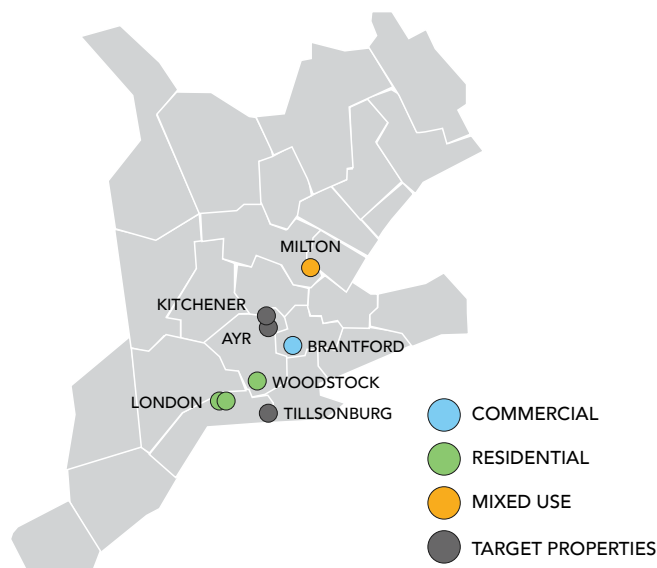 MILTON
KITCHENER
AYR
BRANTFORD
WOODSTOCK
LONDON
TILLSONBURG
COMMERCIAL
RESIDENTIAL
MIXED USE
TARGET PROPERTIES